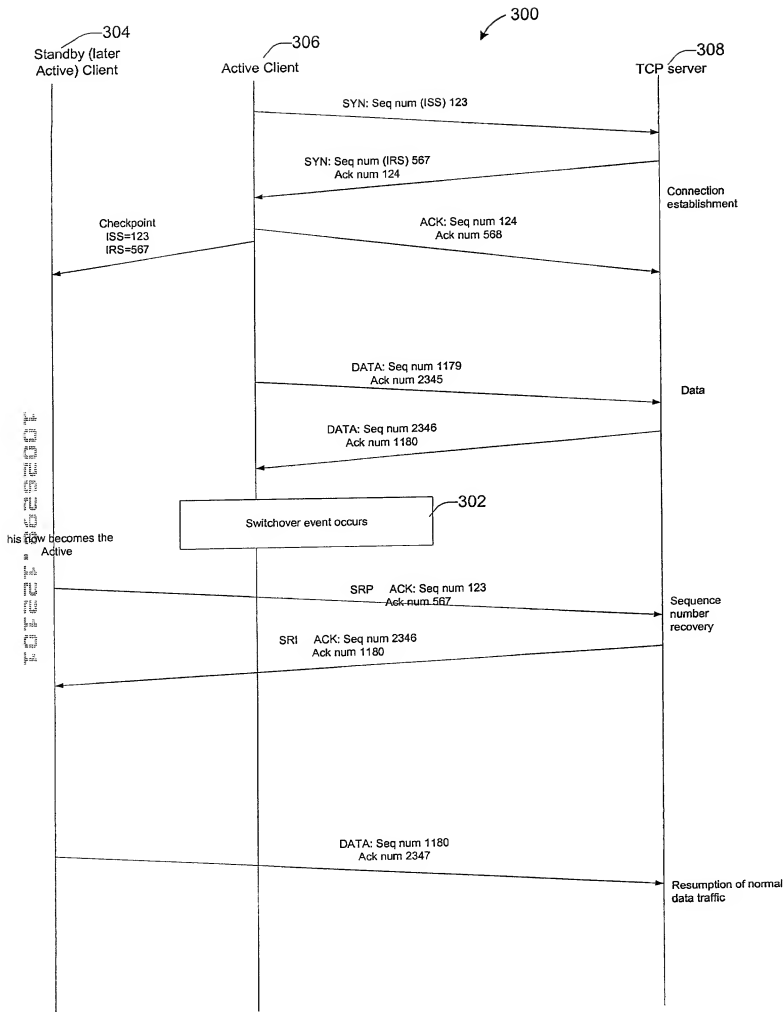 300
304
Standby (later
Active) Client
306
Active Client
308
TCP server
SYN: Seq num (ISS) 123
SYN: Seq num (IRS) 567
Ack num 124
Connection
establishment
Checkpoint
ISS=123
IRS=567
ACK: Seq num 124
Ack num 568
DATA: Seq num 1179
Ack num 2345
Data
DATA: Seq num 2346
Ack num 1180
302
Switchover event occurs
his now becomes the
Active
SRP ACK: Seq num 123
Ack num 567
Sequence
number
recovery
SRI ACK: Seq num 2346
Ack num 1180
DATA: Seq num 1180
Ack num 2347
Resumption of normal
data traffic